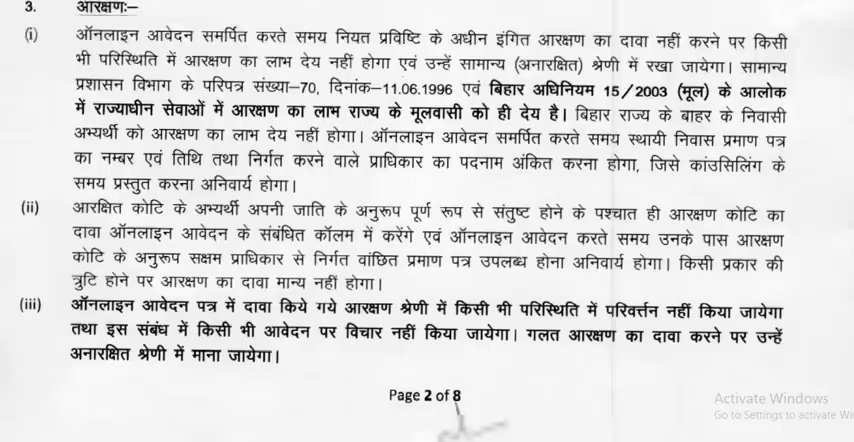 3. आरक्षणः–
(i) ऑनलाइन आवेदन समर्पित करते समय नियत प्रविष्टि के अधीन इंगित आरक्षण का दावा नहीं करने पर किसी
भी परिस्थिति में आरक्षण का लाभ देय नहीं होगा एवं उन्हें सामान्य (अनारक्षित) श्रेणी में रखा जायेगा। सामान्य
प्रशासन विभाग के परिपत्र संख्या–70, दिनांक–11.06.1996 एवं बिहार अधिनियम 15/2003 (मूल) के आलोक
में राज्याधीन सेवाओं में आरक्षण का लाभ राज्य के मूलवासी को ही देय है। बिहार राज्य के बाहर के निवासी
अभ्यर्थी को आरक्षण का लाभ देय नहीं होगा। ऑनलाइन आवेदन समर्पित करते समय स्थायी निवास प्रमाण पत्र
का नम्बर एवं तिथि तथा निर्गत करने वाले प्राधिकार का पदनाम अंकित करना होगा, जिसे कांउसिलिंग के
समय प्रस्तुत करना अनिवार्य होगा।
(ii) आरक्षित कोटि के अभ्यर्थी अपनी जाति के अनुरूप पूर्ण रूप से संतुष्ट होने के पश्चात ही आरक्षण कोटि का
दावा ऑनलाइन आवेदन के संबंधित कॉलम में करेंगे एवं ऑनलाइन आवेदन करते समय उनके पास आरक्षण
कोटि के अनुरूप सक्षम प्राधिकार से निर्गत वांछित प्रमाण पत्र उपलब्ध होना अनिवार्य होगा। किसी प्रकार की
त्रुटि होने पर आरक्षण का दावा मान्य नहीं होगा।
(iii) ऑनलाइन आवेदन पत्र में दावा किये गये आरक्षण श्रेणी में किसी भी परिस्थिति में परिवर्त्तन नहीं किया जायेगा
तथा इस संबंध में किसी भी आवेदन पर विचार नहीं किया जायेगा। गलत आरक्षण का दावा करने पर उन्हें
अनारक्षित श्रेणी में माना जायेगा।
Page 2 of 8
Activate Windows
Go to Settings to activate Wi